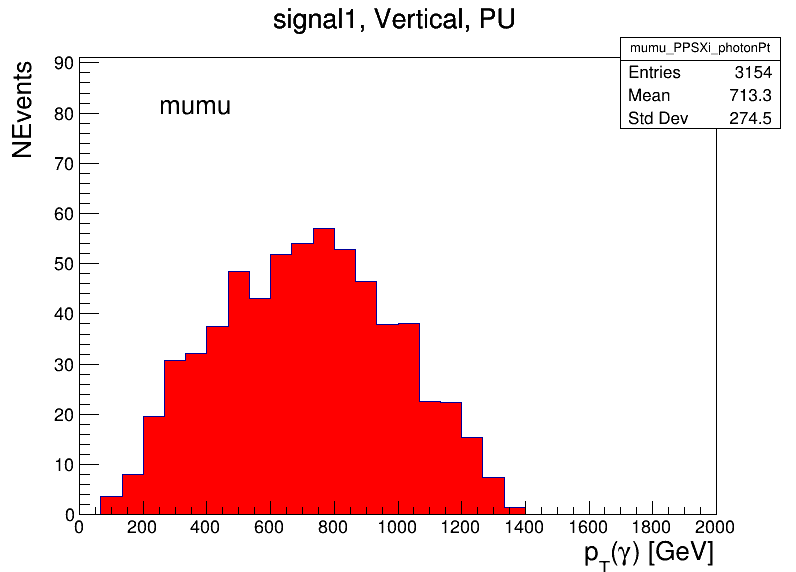 signal1, Vertical, PU
mumu_PPSXi_photonPt
Entries 3154
Mean 713.3
Std Dev 274.5
NEvents
mumu
90
80
70
60
50
40
30
20
10
0
0 200 400 600 800 1000 1200 1400 1600 1800 2000
p_T(γ) [GeV]